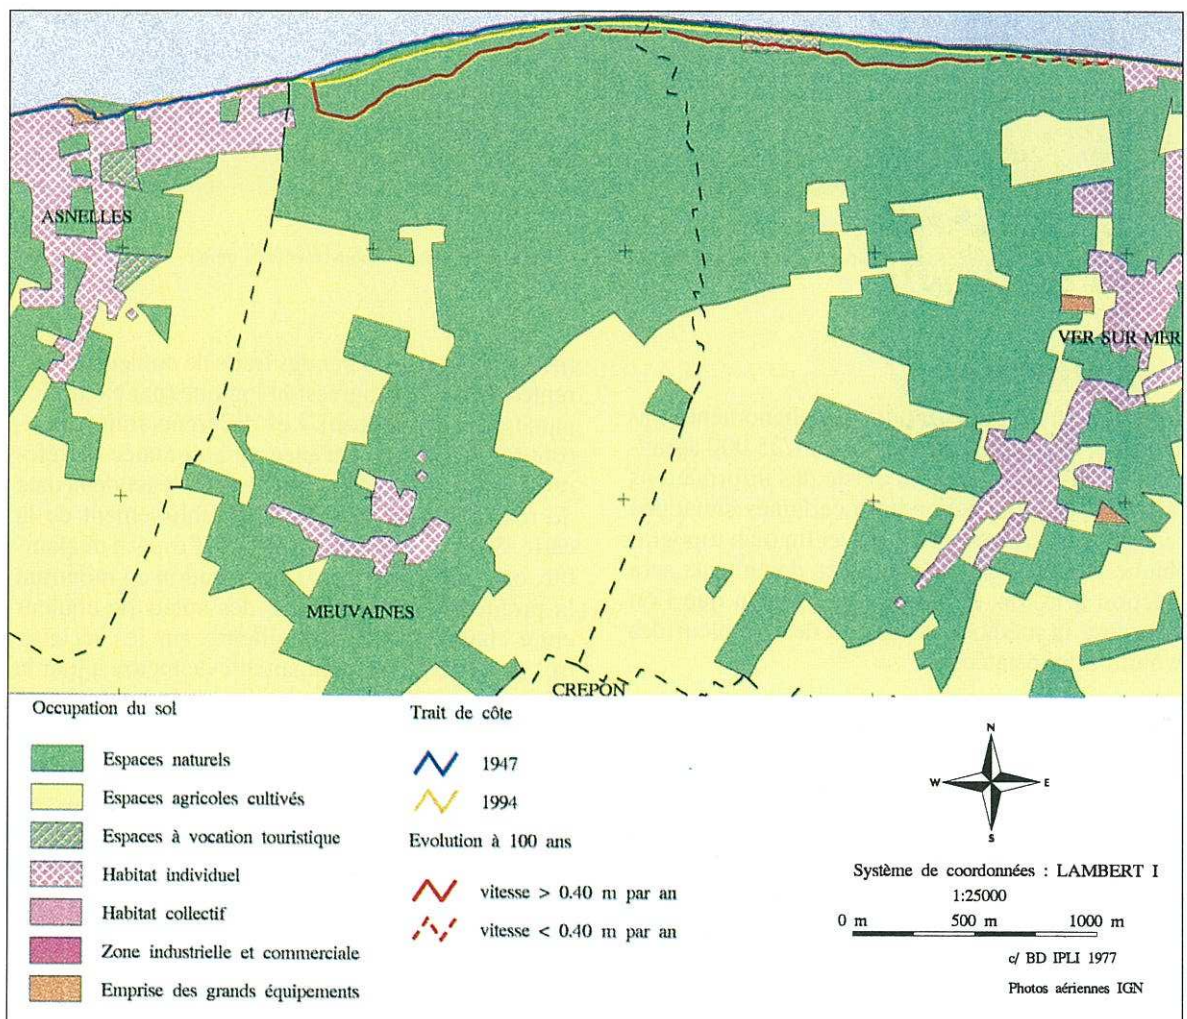 ASNELLES
VER SUR MER
MEUVAINES
CREPON
Occupation du sol
Espaces naturels
Espaces agricoles cultivés
Espaces à vocation touristique
Habitat individuel
Habitat collectif
Zone industrielle et commerciale
Emprise des grands équipements
Trait de côte
1947
1994
Evolution à 100 ans
vitesse > 0.40 m par an
vitesse < 0.40 m par an
N
W E
S
Système de coordonnées : LAMBERT I
1:25000
0 m 500 m 1000 m
c/ BD IPLI 1977
Photos aériennes IGN